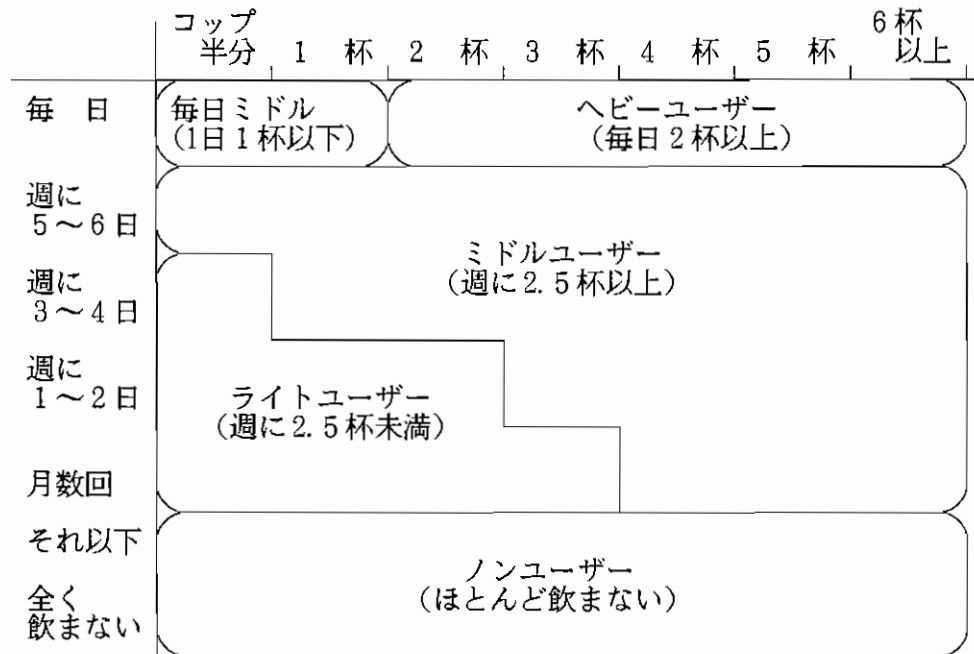 コップ
半分 1 杯 2 杯 3 杯 4 杯 5 杯 6杯
以上
毎 日
毎日ミドル
(1日1杯以下)
ヘビーユーザー
(毎日2杯以上)
週に
5～6日
ミドルユーザー
(週に2.5杯以上)
週に
3～4日
週に
1～2日
ライトユーザー
(週に2.5杯未満)
月数回
それ以下
ノンユーザー
(ほとんど飲まない)
全く
飲まない